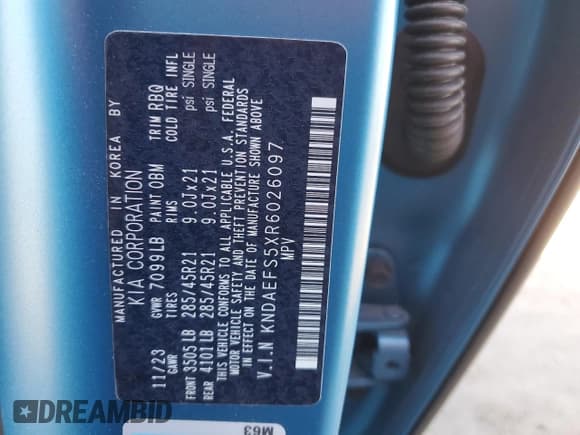 MANUFACTURED IN KOREA BY
KIA CORPORATION
11/23 GVWR 7099LB PAINT OBM TRIM RBQ
GAWR TIRES RIMS COLD TIRE INFL
FRONT 3505LB 285/45R21 9.0Jx21 psi SINGLE
REAR 4101LB 285/45R21 9.0Jx21 psi SINGLE
THIS VEHICLE CONFORMS TO ALL APPLICABLE U.S.A. FEDERAL
MOTOR VEHICLE SAFETY AND THEFT PREVENTION STANDARDS
IN EFFECT ON THE DATE OF MANUFACTURE SHOWN ABOVE
V.I.N KNDAEFS5XR6026097
MPV
M63
DREAMBID